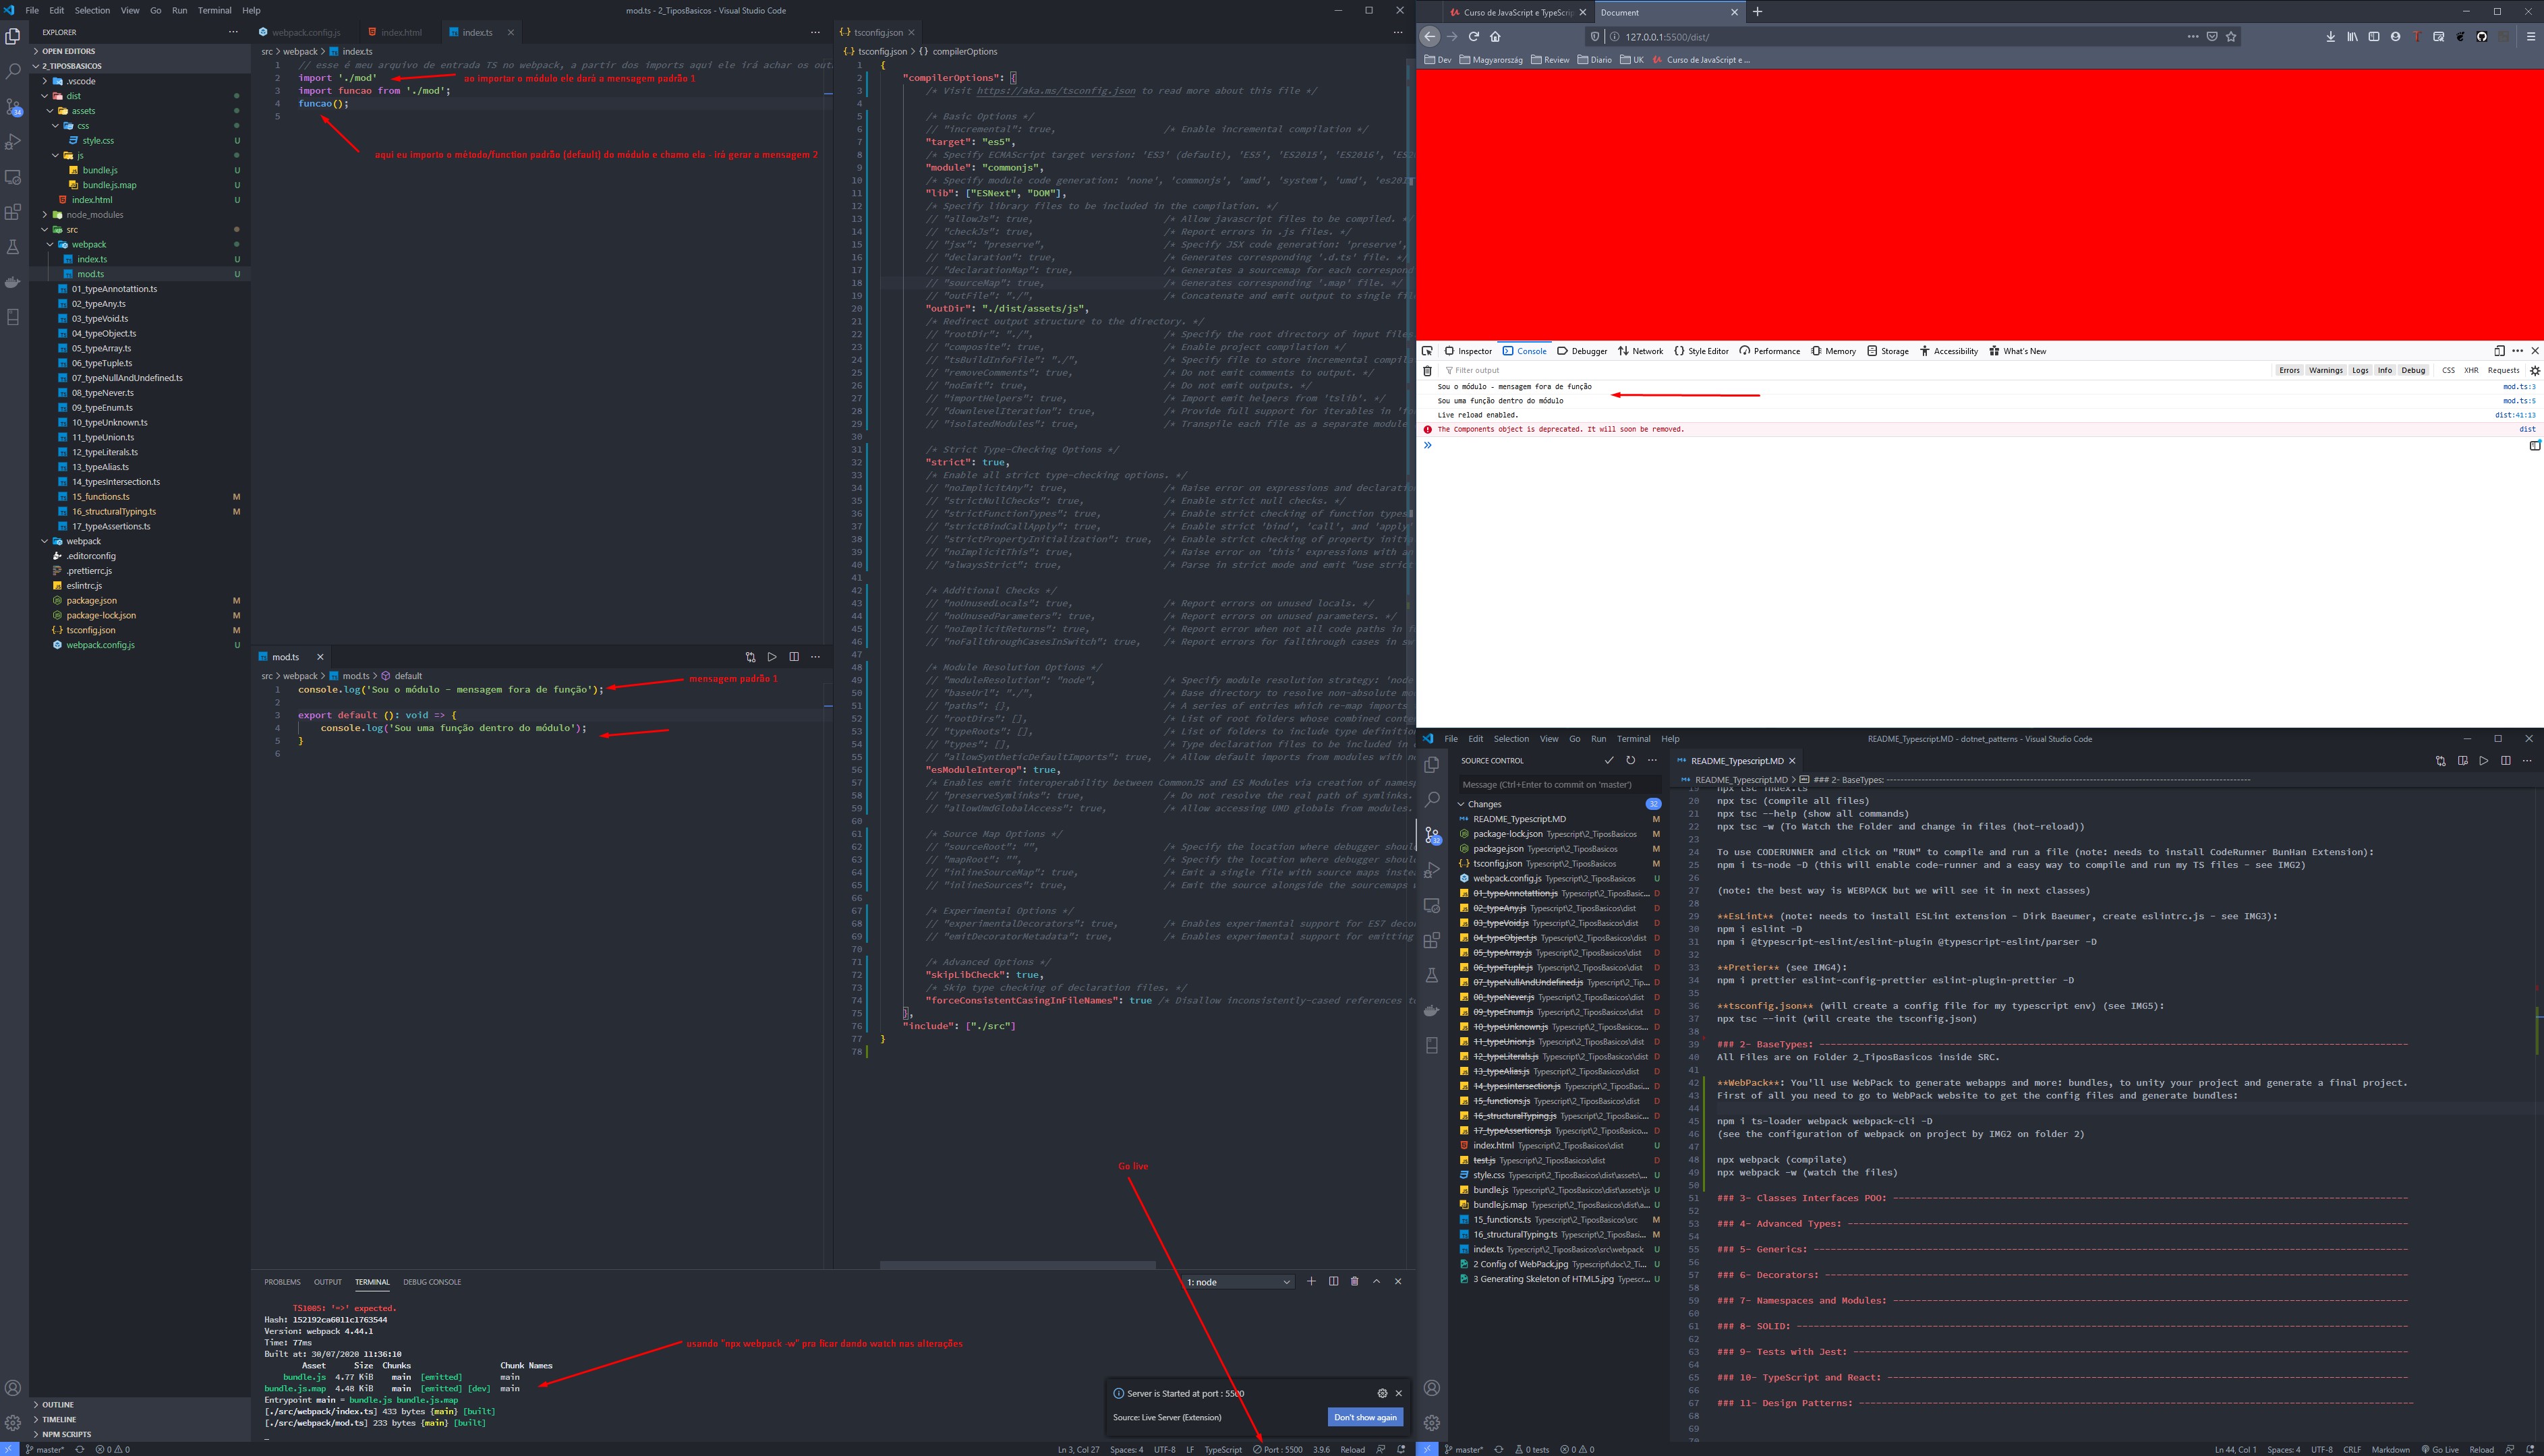 File Edit Selection View Go Run Terminal Help
mod.ts - 2_TiposBasicos - Visual Studio Code
EXPLORER
OPEN EDITORS
2_TIPOSBASICOS
.vscode
dist
assets
css
style.css U
js
bundle.js U
bundle.js.map U
index.html U
node_modules
src
webpack
index.ts U
mod.ts U
01_typeAnnotattion.ts
02_typeAny.ts
03_typeVoid.ts
04_typeObject.ts
05_typeArray.ts
06_typeTuple.ts
07_typeNullAndUndefined.ts
08_typeNever.ts
09_typeEnum.ts
10_typeUnknown.ts
11_typeUnion.ts
12_typeLiterals.ts
13_typeAlias.ts
14_typesIntersection.ts
15_functions.ts M
16_structuralTyping.ts M
17_typeAssertions.ts
webpack
.editorconfig
.prettierrc.js
eslintrc.js
package.json M
package-lock.json M
tsconfig.json M
webpack.config.js U
OUTLINE
TIMELINE
NPM SCRIPTS
webpack.config.js index.html index.ts
src > webpack > index.ts
1 // esse é meu arquivo de entrada TS no webpack, a partir dos imports aqui ele irá achar os out
2 import './mod'
ao importar o módulo ele dará a mensagem padrão 1
3 import funcao from './mod';
4 funcao();
5
aqui eu importo o método/function padrão (default) do módulo e chamo ela - irá gerar a mensagem 2
mod.ts
src > webpack > mod.ts > default
1 console.log('Sou o módulo - mensagem fora de função');
mensagem padrão 1
2
3 export default (): void => {
4 console.log('Sou uma função dentro do módulo');
5 }
6
tsconfig.json
tsconfig.json > {} compilerOptions
1 {
2 "compilerOptions": {
3 /* Visit https://aka.ms/tsconfig.json to read more about this file */
4
5 /* Basic Options */
6 // "incremental": true, /* Enable incremental compilation */
7 "target": "es5",
8 /* Specify ECMAScript target version: 'ES3' (default), 'ES5', 'ES2015', 'ES2016', 'ES20
9 "module": "commonjs",
10 /* Specify module code generation: 'none', 'commonjs', 'amd', 'system', 'umd', 'es201
11 "lib": ["ESNext", "DOM"],
12 /* Specify library files to be included in the compilation. */
13 // "allowJs": true, /* Allow javascript files to be compiled. */
14 // "checkJs": true, /* Report errors in .js files. */
15 // "jsx": "preserve", /* Specify JSX code generation: 'preserve',
16 // "declaration": true, /* Generates corresponding '.d.ts' file. */
17 // "declarationMap": true, /* Generates a sourcemap for each correspond
18 // "sourceMap": true, /* Generates corresponding '.map' file. */
19 // "outFile": "./", /* Concatenate and emit output to single fil
20 "outDir": "./dist/assets/js",
21 /* Redirect output structure to the directory. */
22 // "rootDir": "./", /* Specify the root directory of input files
23 // "composite": true, /* Enable project compilation */
24 // "tsBuildInfoFile": "./", /* Specify file to store incremental compila
25 // "removeComments": true, /* Do not emit comments to output. */
26 // "noEmit": true, /* Do not emit outputs. */
27 // "importHelpers": true, /* Import emit helpers from 'tslib'. */
28 // "downlevelIteration": true, /* Provide full support for iterables in 'fo
29 // "isolatedModules": true, /* Transpile each file as a separate module
30
31 /* Strict Type-Checking Options */
32 "strict": true,
33 /* Enable all strict type-checking options. */
34 // "noImplicitAny": true, /* Raise error on expressions and declaratio
35 // "strictNullChecks": true, /* Enable strict null checks. */
36 // "strictFunctionTypes": true, /* Enable strict checking of function types
37 // "strictBindCallApply": true, /* Enable strict 'bind', 'call', and 'apply'
38 // "strictPropertyInitialization": true, /* Enable strict checking of property initia
39 // "noImplicitThis": true, /* Raise error on 'this' expressions with an
40 // "alwaysStrict": true, /* Parse in strict mode and emit "use strict
41
42 /* Additional Checks */
43 // "noUnusedLocals": true, /* Report errors on unused locals. */
44 // "noUnusedParameters": true, /* Report errors on unused parameters. */
45 // "noImplicitReturns": true, /* Report error when not all code paths in f
46 // "noFallthroughCasesInSwitch": true, /* Report errors for fallthrough cases in sw
47
48 /* Module Resolution Options */
49 // "moduleResolution": "node", /* Specify module resolution strategy: 'node
50 // "baseUrl": "./", /* Base directory to resolve non-absolute mo
51 // "paths": {}, /* A series of entries which re-map imports
52 // "rootDirs": [], /* List of root folders whose combined conte
53 // "typeRoots": [], /* List of folders to include type definition
54 // "types": [], /* Type declaration files to be included in
55 // "allowSyntheticDefaultImports": true, /* Allow default imports from modules with no
56 "esModuleInterop": true,
57 /* Enables emit interoperability between CommonJS and ES Modules via creation of names
58 // "preserveSymlinks": true, /* Do not resolve the real path of symlinks.
59 // "allowUmdGlobalAccess": true, /* Allow accessing UMD globals from modules.
60
61 /* Source Map Options */
62 // "sourceRoot": "", /* Specify the location where debugger shoul
63 // "mapRoot": "", /* Specify the location where debugger shoul
64 // "inlineSourceMap": true, /* Emit a single file with source maps inste
65 // "inlineSources": true, /* Emit the source alongside the sourcemaps
66
67 /* Experimental Options */
68 // "experimentalDecorators": true, /* Enables experimental support for ES7 deco
69 // "emitDecoratorMetadata": true, /* Enables experimental support for emitting
70
71 /* Advanced Options */
72 "skipLibCheck": true,
73 /* Skip type checking of declaration files. */
74 "forceConsistentCasingInFileNames": true /* Disallow inconsistently-cased references to
75 },
76 "include": ["./src"]
77 }
78
Go live
PROBLEMS OUTPUT TERMINAL DEBUG CONSOLE
1: node
TS1005: '=>' expected.
Hash: 152192ca6011c1763544
Version: webpack 4.44.1
Time: 77ms
Built at: 30/07/2020 11:36:10
Asset Size Chunks Chunk Names
bundle.js 4.77 KiB main [emitted] main
bundle.js.map 4.48 KiB main [emitted] [dev] main
Entrypoint main = bundle.js bundle.js.map
[./src/webpack/index.ts] 433 bytes {main} [built]
[./src/webpack/mod.ts] 233 bytes {main} [built]
usando "npx webpack -w" pra ficar dando watch nas alterações
Server is Started at port : 5500
Source: Live Server (Extension)
Don't show again
master* 0 0
Ln 3, Col 27 Spaces: 4 UTF-8 LF TypeScript Port : 5500 3.9.6 Reload
Curso de JavaScript e TypeScri
Document
127.0.0.1:5500/dist/
Dev Magyarország Review Diario UK Curso de JavaScript e ...
Inspector Console Debugger Network Style Editor Performance Memory Storage Accessibility What's New
Filter output
Errors Warnings Logs Info Debug CSS XHR Requests
Sou o módulo - mensagem fora de função mod.ts:3
Sou uma função dentro do módulo mod.ts:5
Live reload enabled. dist:41:13
The Components object is deprecated. It will soon be removed. dist
File Edit Selection View Go Run Terminal Help
README_Typescript.MD - dotnet_patterns - Visual Studio Code
SOURCE CONTROL
Message (Ctrl+Enter to commit on 'master')
Changes 32
README_Typescript.MD M
package-lock.json Typescript\2_TiposBasicos M
package.json Typescript\2_TiposBasicos M
tsconfig.json Typescript\2_TiposBasicos M
webpack.config.js Typescript\2_TiposBasicos U
01_typeAnnotattion.js Typescript\2_TiposBasic... D
02_typeAny.js Typescript\2_TiposBasicos\dist D
03_typeVoid.js Typescript\2_TiposBasicos\dist D
04_typeObject.js Typescript\2_TiposBasicos\dist D
05_typeArray.js Typescript\2_TiposBasicos\dist D
06_typeTuple.js Typescript\2_TiposBasicos\dist D
07_typeNullAndUndefined.js Typescript\2_Tip... D
08_typeNever.js Typescript\2_TiposBasicos\dist D
09_typeEnum.js Typescript\2_TiposBasicos\dist D
10_typeUnknown.js Typescript\2_TiposBasicos... D
11_typeUnion.js Typescript\2_TiposBasicos\dist D
12_typeLiterals.js Typescript\2_TiposBasicos\dist D
13_typeAlias.js Typescript\2_TiposBasicos\dist D
14_typesIntersection.js Typescript\2_TiposBasi... D
15_functions.js Typescript\2_TiposBasicos\dist D
16_structuralTyping.js Typescript\2_TiposBasic... D
17_typeAssertions.js Typescript\2_TiposBasico... D
index.html Typescript\2_TiposBasicos\dist U
test.js Typescript\2_TiposBasicos\dist D
style.css Typescript\2_TiposBasicos\dist\assets\... U
bundle.js Typescript\2_TiposBasicos\dist\assets\js U
bundle.js.map Typescript\2_TiposBasicos\dist\a... U
15_functions.ts Typescript\2_TiposBasicos\src M
16_structuralTyping.ts Typescript\2_TiposBasi... M
index.ts Typescript\2_TiposBasicos\src\webpack U
2 Config of WebPack.jpg Typescript\doc\2_Ti... U
3 Generating Skeleton of HTML5.jpg Typescr... U
README_Typescript.MD
README_Typescript.MD > ### 2- BaseTypes: ----------
19 npx tsc index.ts
20 npx tsc (compile all files)
21 npx tsc --help (show all commands)
22 npx tsc -w (To Watch the Folder and change in files (hot-reload))
23
24 To use CODERUNNER and click on "RUN" to compile and run a file (note: needs to install CodeRunner BunHan Extension):
25 npm i ts-node -D (this will enable code-runner and a easy way to compile and run my TS files - see IMG2)
26
27 (note: the best way is WEBPACK but we will see it in next classes)
28
29 **EsLint** (note: needs to install ESLint extension - Dirk Baeumer, create eslintrc.js - see IMG3):
30 npm i eslint -D
31 npm i @typescript-eslint/eslint-plugin @typescript-eslint/parser -D
32
33 **Pretier** (see IMG4):
34 npm i prettier eslint-config-prettier eslint-plugin-prettier -D
35
36 **tsconfig.json** (will create a config file for my typescript env) (see IMG5):
37 npx tsc --init (will create the tsconfig.json)
38
39 ### 2- BaseTypes: ----------
40 All Files are on Folder 2_TiposBasicos inside SRC.
41
42 **WebPack**: You'll use WebPack to generate webapps and more: bundles, to unity your project and generate a final project.
43 First of all you need to go to WebPack website to get the config files and generate bundles:
44
45 npm i ts-loader webpack webpack-cli -D
46 (see the configuration of webpack on project by IMG2 on folder 2)
47
48 npx webpack (compilate)
49 npx webpack -w (watch the files)
50
51 ### 3- Classes Interfaces POO: ----------
52
53 ### 4- Advanced Types: ----------
54
55 ### 5- Generics: ----------
56
57 ### 6- Decorators: ----------
58
59 ### 7- Namespaces and Modules: ----------
60
61 ### 8- SOLID: ----------
62
63 ### 9- Tests with Jest: ----------
64
65 ### 10- TypeScript and React: ----------
66
67 ### 11- Design Patterns: ----------
68
69
master* 0 tests 0 0
Ln 44, Col 1 Spaces: 4 UTF-8 CRLF Markdown Go Live Reload